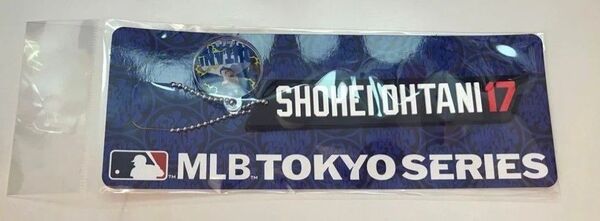 SHOHEI OHTANI 17
MLB TOKYO SERIES